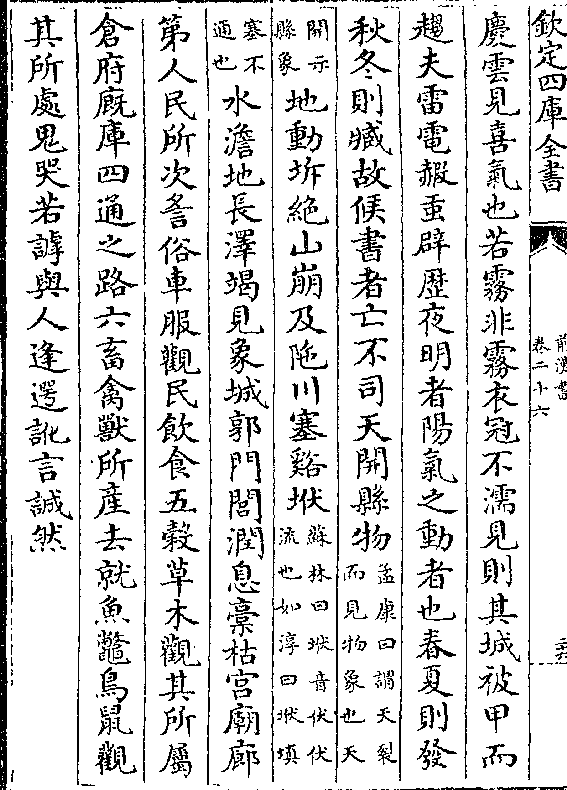 欽定四庫全書
前漢書
卷二十六
慶雲見喜氣也若霧非霧衣冠不濡見則其城被甲而
趨夫雷電赮䖝辟歷夜明者陽氣之動者也春夏則發
秋冬則臧故候書者亡不司天開縣物孟康曰謂天裂
而見物象也天
開示
縣象地動坼絶山崩及陁川塞谿垘蘇林曰垘音伏伏
流也如淳曰垘填
塞不
通也水澹地長澤竭見象城郭門閭潤息藁枯宫廟廊
第人民所次謠俗車服觀民飲食五穀草木觀其所屬
倉府廐庫四通之路六畜禽獸所産去就魚鼈鳥鼠觀
其所處鬼哭若謼與人逢遌訛言誠然